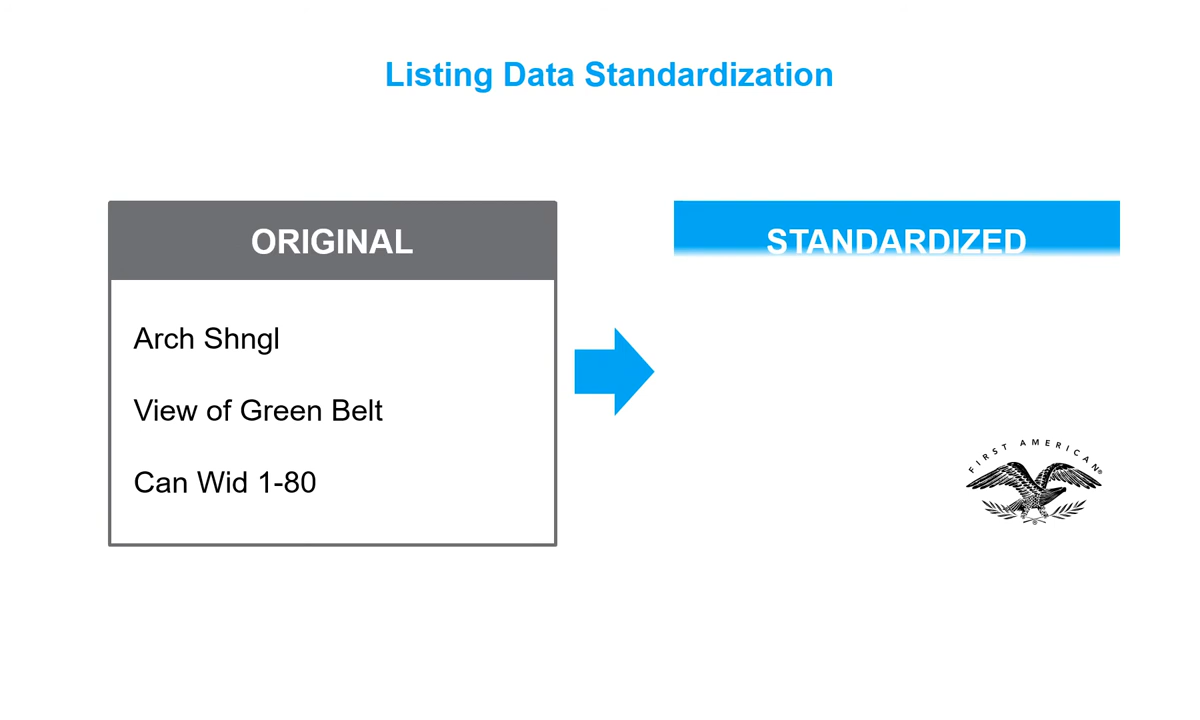 Listing Data Standardization
ORIGINAL
Arch Shngl
View of Green Belt
Can Wid 1-80
STANDARDIZED
FIRST AMERICAN®